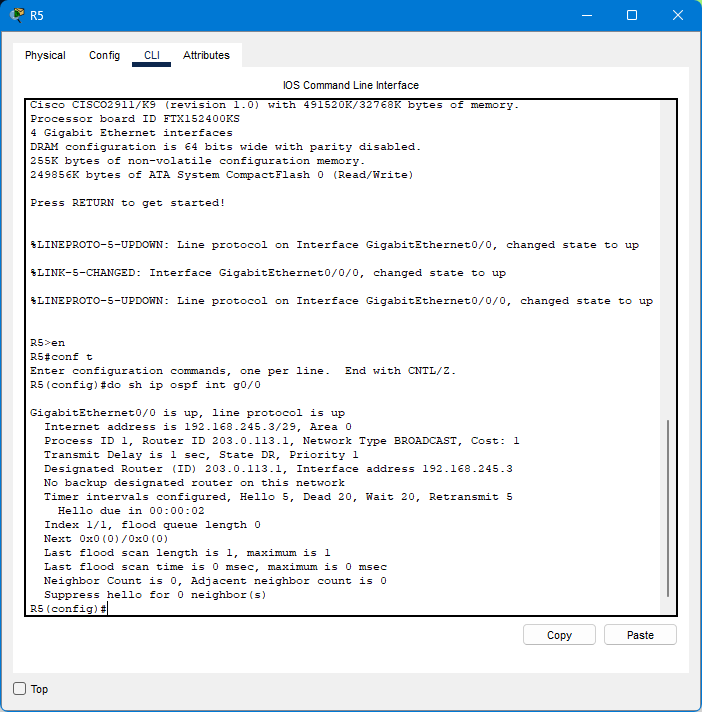 R5
Physical Config CLI Attributes
IOS Command Line Interface
Cisco CISCO2911/K9 (revision 1.0) with 491520K/32768K bytes of memory.
Processor board ID FTX152400KS
4 Gigabit Ethernet interfaces
DRAM configuration is 64 bits wide with parity disabled.
255K bytes of non-volatile configuration memory.
249856K bytes of ATA System CompactFlash 0 (Read/Write)
Press RETURN to get started!
%LINEPROTO-5-UPDOWN: Line protocol on Interface GigabitEthernet0/0, changed state to up
%LINK-5-CHANGED: Interface GigabitEthernet0/0/0, changed state to up
%LINEPROTO-5-UPDOWN: Line protocol on Interface GigabitEthernet0/0/0, changed state to up
R5>en
R5#conf t
Enter configuration commands, one per line.  End with CNTL/Z.
R5(config)#do sh ip ospf int g0/0
GigabitEthernet0/0 is up, line protocol is up
Internet address is 192.168.245.3/29, Area 0
Process ID 1, Router ID 203.0.113.1, Network Type BROADCAST, Cost: 1
Transmit Delay is 1 sec, State DR, Priority 1
Designated Router (ID) 203.0.113.1, Interface address 192.168.245.3
No backup designated router on this network
Timer intervals configured, Hello 5, Dead 20, Wait 20, Retransmit 5
Hello due in 00:00:02
Index 1/1, flood queue length 0
Next 0x0(0)/0x0(0)
Last flood scan length is 1, maximum is 1
Last flood scan time is 0 msec, maximum is 0 msec
Neighbor Count is 0, Adjacent neighbor count is 0
Suppress hello for 0 neighbor(s)
R5(config)#
Copy Paste
Top